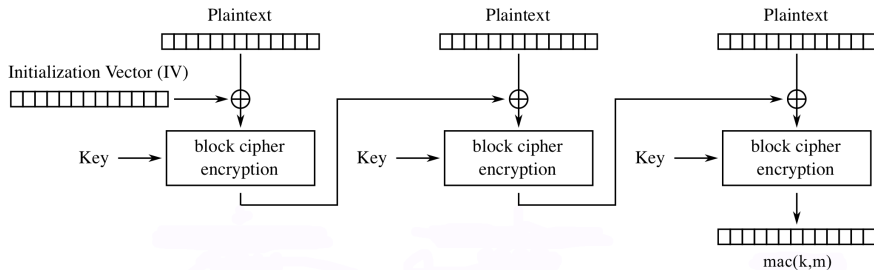 Plaintext
Plaintext
Plaintext
Initialization Vector (IV)
Key
block cipher
encryption
Key
block cipher
encryption
Key
block cipher
encryption
mac(k,m)